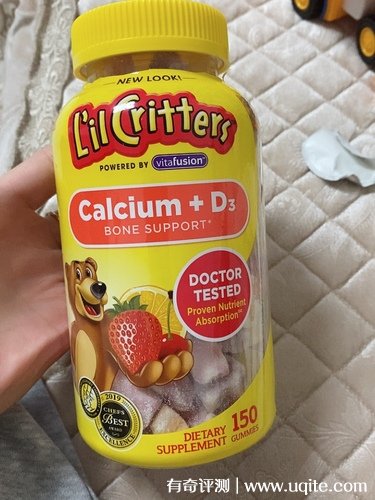 NEW LOOK!
L'il Critters
POWERED BY vitafusion
Calcium + D3
BONE SUPPORT*
DOCTOR
TESTED
Proven Nutrient
Absorption**
2019
CHEFS
BEST
AWARD
EXCELLENCE
DIETARY
SUPPLEMENT
150
GUMMIES
有奇评测 | www.uqite.com